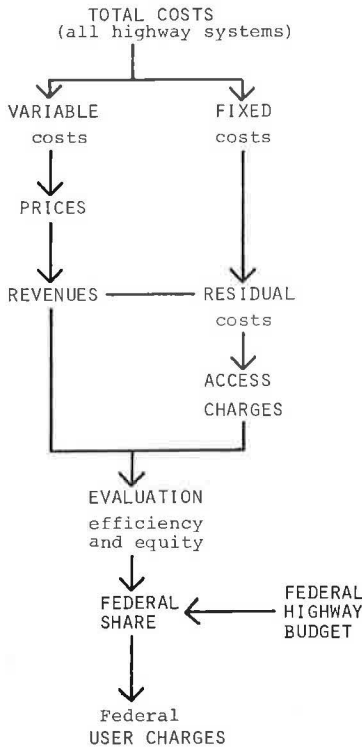 TOTAL COSTS
(all highway systems)
VARIABLE
costs
FIXED
costs
PRICES
REVENUES
RESIDUAL
costs
ACCESS
CHARGES
EVALUATION
efficiency
and equity
FEDERAL
SHARE
FEDERAL
HIGHWAY
BUDGET
Federal
USER CHARGES